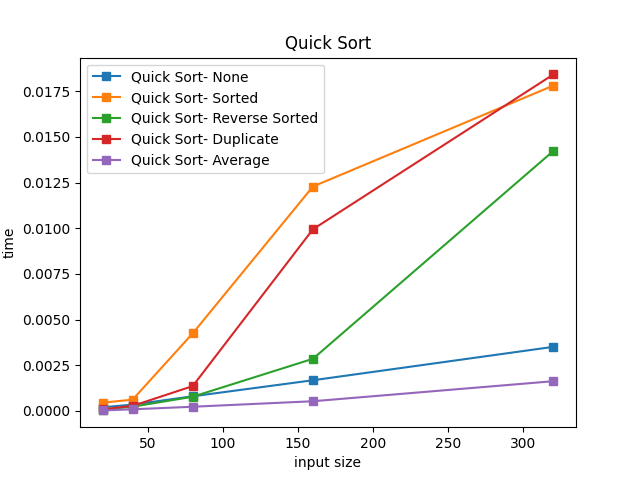 Quick Sort
Quick Sort- None
Quick Sort- Sorted
Quick Sort- Reverse Sorted
Quick Sort- Duplicate
Quick Sort- Average
0.0175
0.0150
0.0125
0.0100
0.0075
0.0050
0.0025
0.0000
time
50 100 150 200 250 300
input size